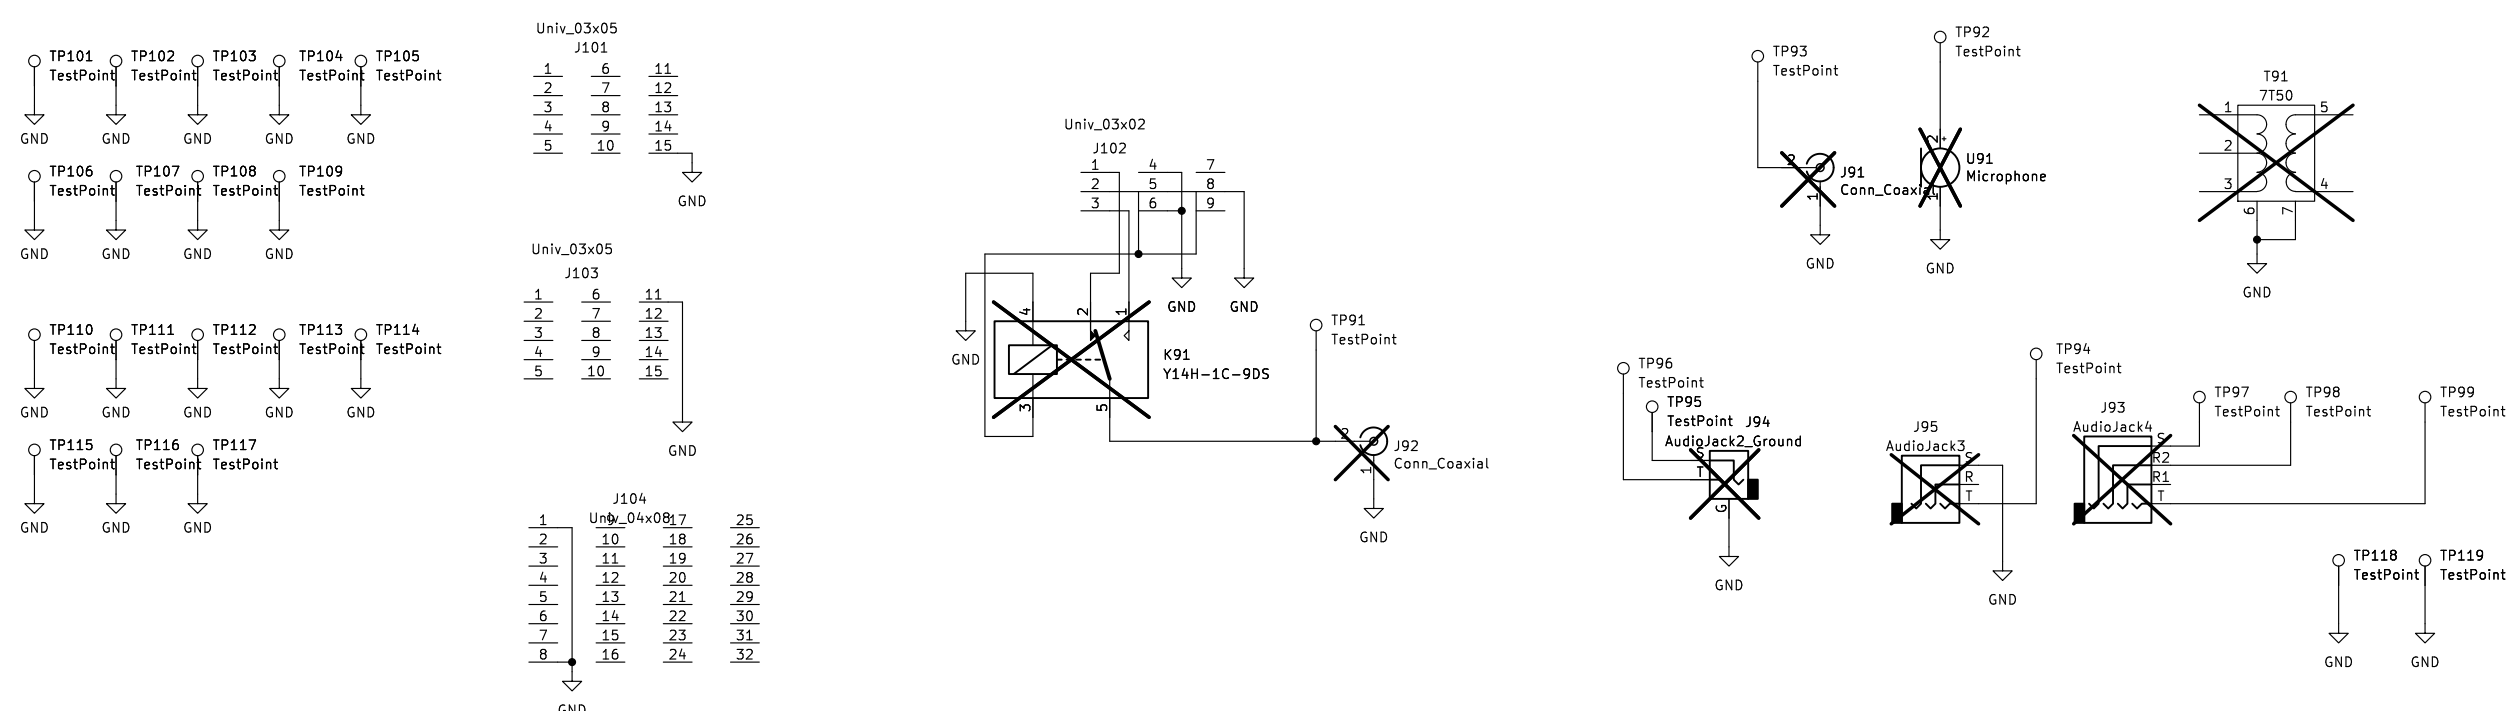 TP101 TP102 TP103 TP104 TP105
TestPoint TestPoint TestPoint TestPoint TestPoint
GND GND GND GND GND
TP106 TP107 TP108 TP109
TestPoint TestPoint TestPoint TestPoint
GND GND GND GND
TP110 TP111 TP112 TP113 TP114
TestPoint TestPoint TestPoint TestPoint TestPoint
GND GND GND GND GND
TP115 TP116 TP117
TestPoint TestPoint TestPoint
GND GND GND
Univ_03x05
J101
1 6 11
2 7 12
3 8 13
4 9 14
5 10 15
GND
Univ_03x05
J103
1 6 11
2 7 12
3 8 13
4 9 14
5 10 15
GND
J104
Univ_04x08
1 9 17 25
2 10 18 26
3 11 19 27
4 12 20 28
5 13 21 29
6 14 22 30
7 15 23 31
8 16 24 32
GND
Univ_03x02
J102
1 4 7
2 5 8
3 6 9
GND GND
GND
4 2 1
K91
Y14H-1C-9DS
3 5
TP91
TestPoint
2
J92
Conn_Coaxial
1
GND
TP93
TestPoint
2
J91
Conn_Coaxial
1
GND
TP92
TestPoint
2
+
U91
Microphone
1
GND
T91
7T50
1 5
2
3 4
6 7
GND
TP96
TestPoint
TP95
TestPoint
J94
AudioJack2_Ground
S
T
G
GND
TP94
TestPoint
J95
AudioJack3
S
R
T
GND
TP97
TestPoint
TP98
TestPoint
TP99
TestPoint
J93
AudioJack4
S
R2
R1
T
TP118 TP119
TestPoint TestPoint
GND GND